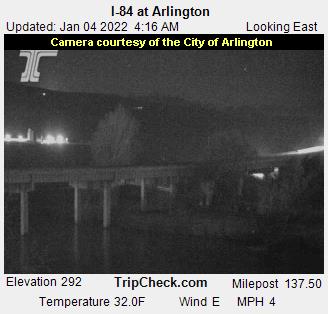 I-84 at Arlington
Updated: Jan 04 2022 4:16 AM Looking East
Camera courtesy of the City of Arlington
Elevation 292 TripCheck.com Milepost 137.50
Temperature 32.0F Wind E MPH 4